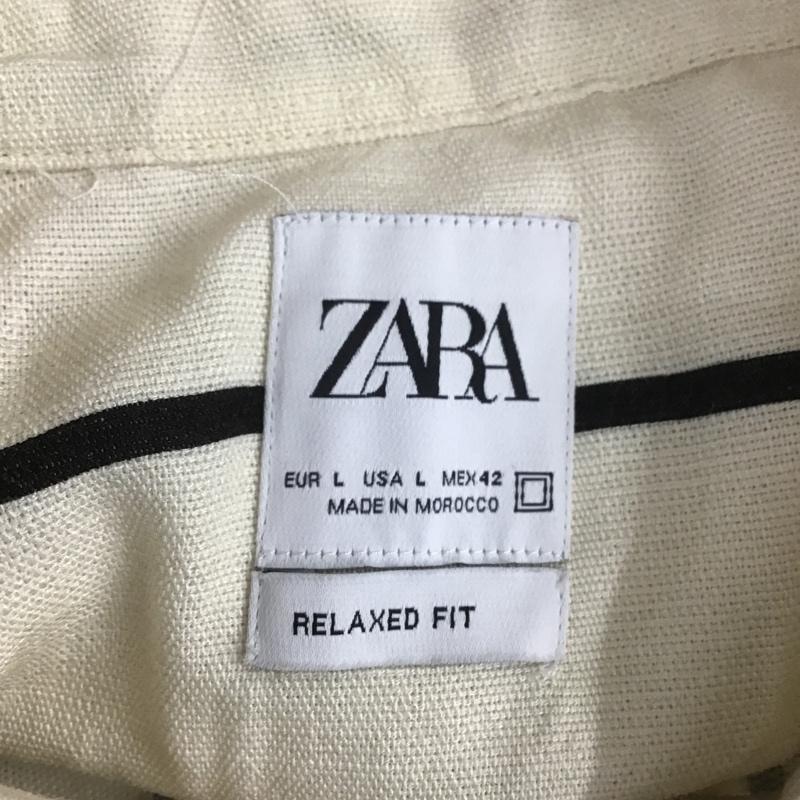 ZARA
EUR L USA L MEX 42
MADE IN MOROCCO
RELAXED FIT